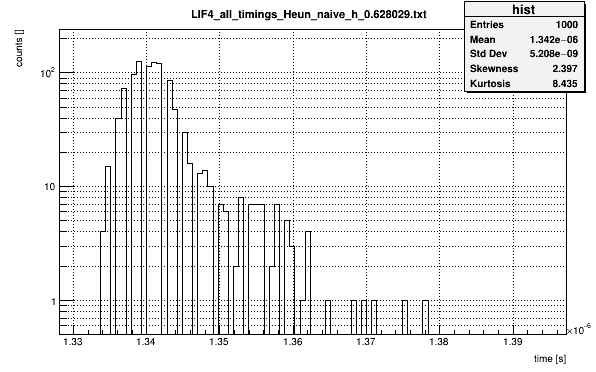 LIF4_all_timings_Heun_naive_h_0.628029.txt
hist
Entries 1000
Mean 1.342e−06
Std Dev 5.208e−09
Skewness 2.397
Kurtosis 8.435
counts []
10²
10
1
1.33 1.34 1.35 1.36 1.37 1.38 1.39
×10⁻⁶
time [s]